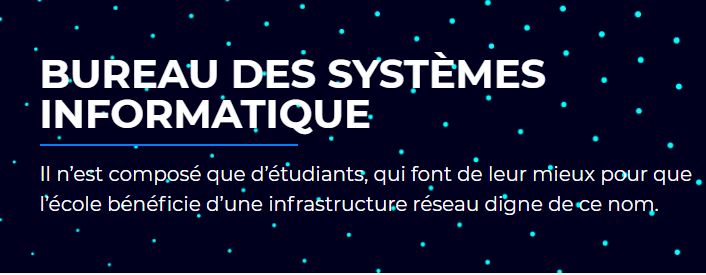 BUREAU DES SYSTÈMES
INFORMATIQUE
Il n’est composé que d’étudiants, qui font de leur mieux pour que
l’école bénéficie d’une infrastructure réseau digne de ce nom.